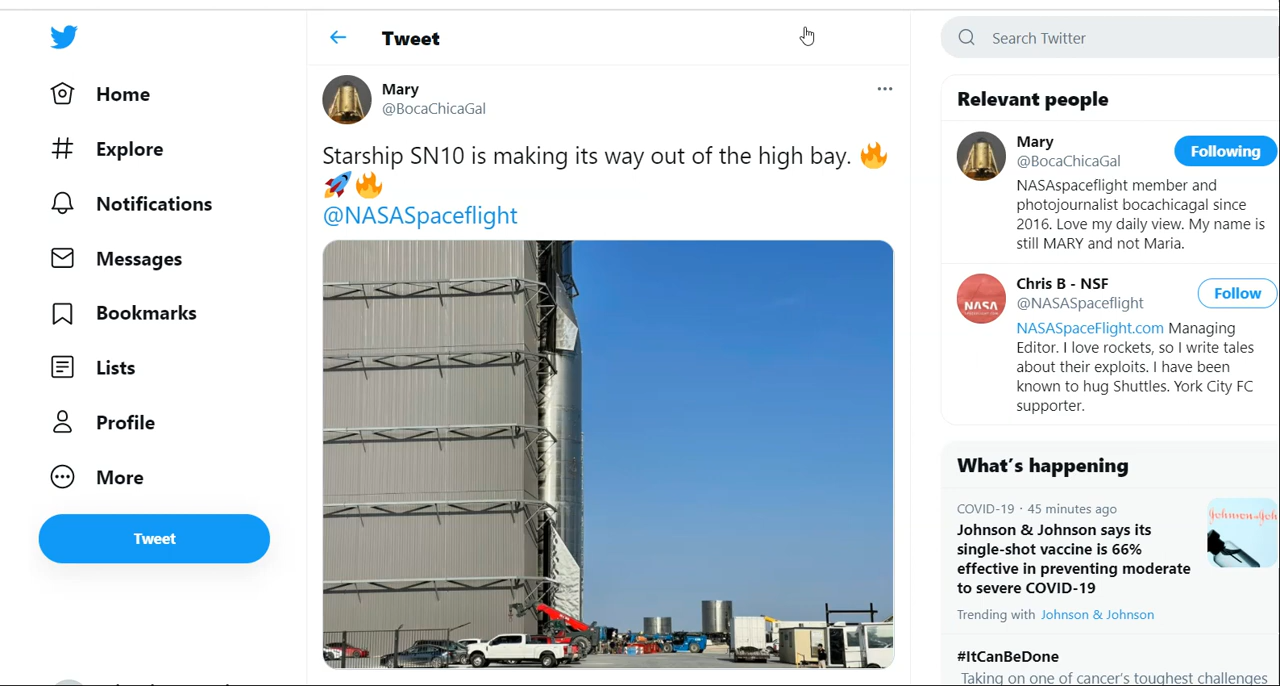 Home
Explore
Notifications
Messages
Bookmarks
Lists
Profile
More
Tweet
Tweet
Mary
@BocaChicaGal
Starship SN10 is making its way out of the high bay. 🔥
🚀🔥
@NASASpaceflight
Search Twitter
Relevant people
Mary
@BocaChicaGal
Following
NASAspaceflight member and
photojournalist bocachicagal since
2016. Love my daily view. My name is
still MARY and not Maria.
Chris B - NSF
@NASASpaceflight
Follow
NASASpaceFlight.com Managing
Editor. I love rockets, so I write tales
about their exploits. I have been
known to hug Shuttles. York City FC
supporter.
NASA
What's happening
COVID-19 · 45 minutes ago
Johnson & Johnson says its
single-shot vaccine is 66%
effective in preventing moderate
to severe COVID-19
Johnson & Joh
Trending with Johnson & Johnson
#ItCanBeDone
Taking on one of cancer's toughest challenges